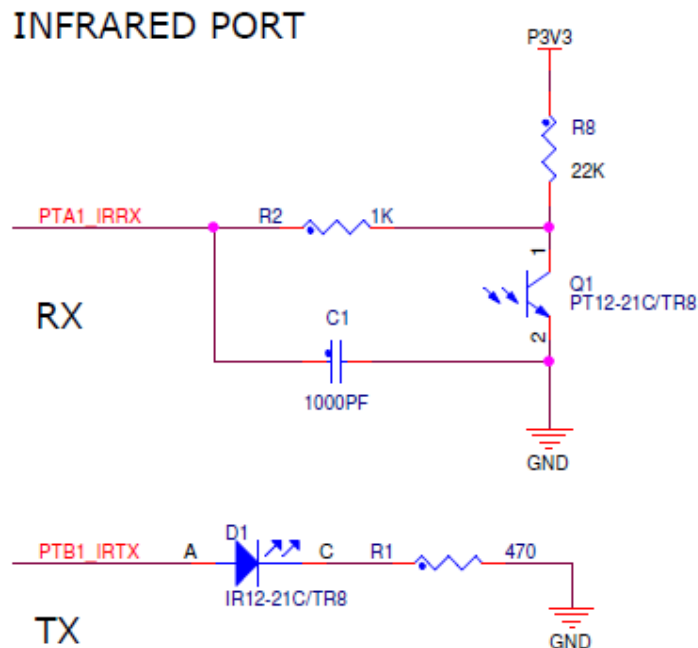 INFRARED PORT
P3V3
R8
22K
PTA1_IRRX
R2
1K
1
Q1
PT12-21C/TR8
RX
C1
2
1000PF
GND
D1
PTB1_IRTX
A
C
R1
470
IR12-21C/TR8
TX
GND